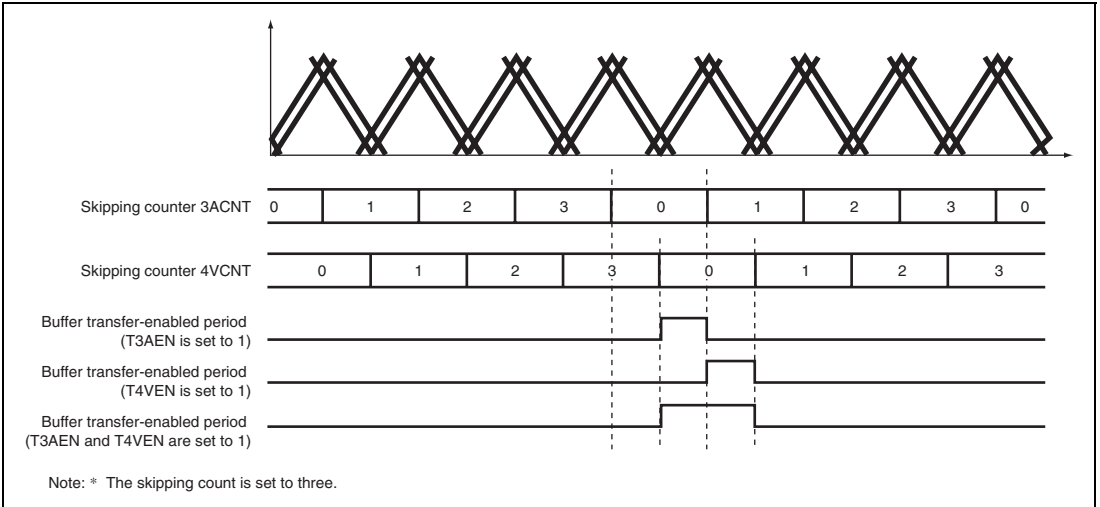 Skipping counter 3ACNT 0 1 2 3 0 1 2 3 0
Skipping counter 4VCNT 0 1 2 3 0 1 2 3
Buffer transfer-enabled period
(T3AEN is set to 1)
Buffer transfer-enabled period
(T4VEN is set to 1)
Buffer transfer-enabled period
(T3AEN and T4VEN are set to 1)
Note: * The skipping count is set to three.